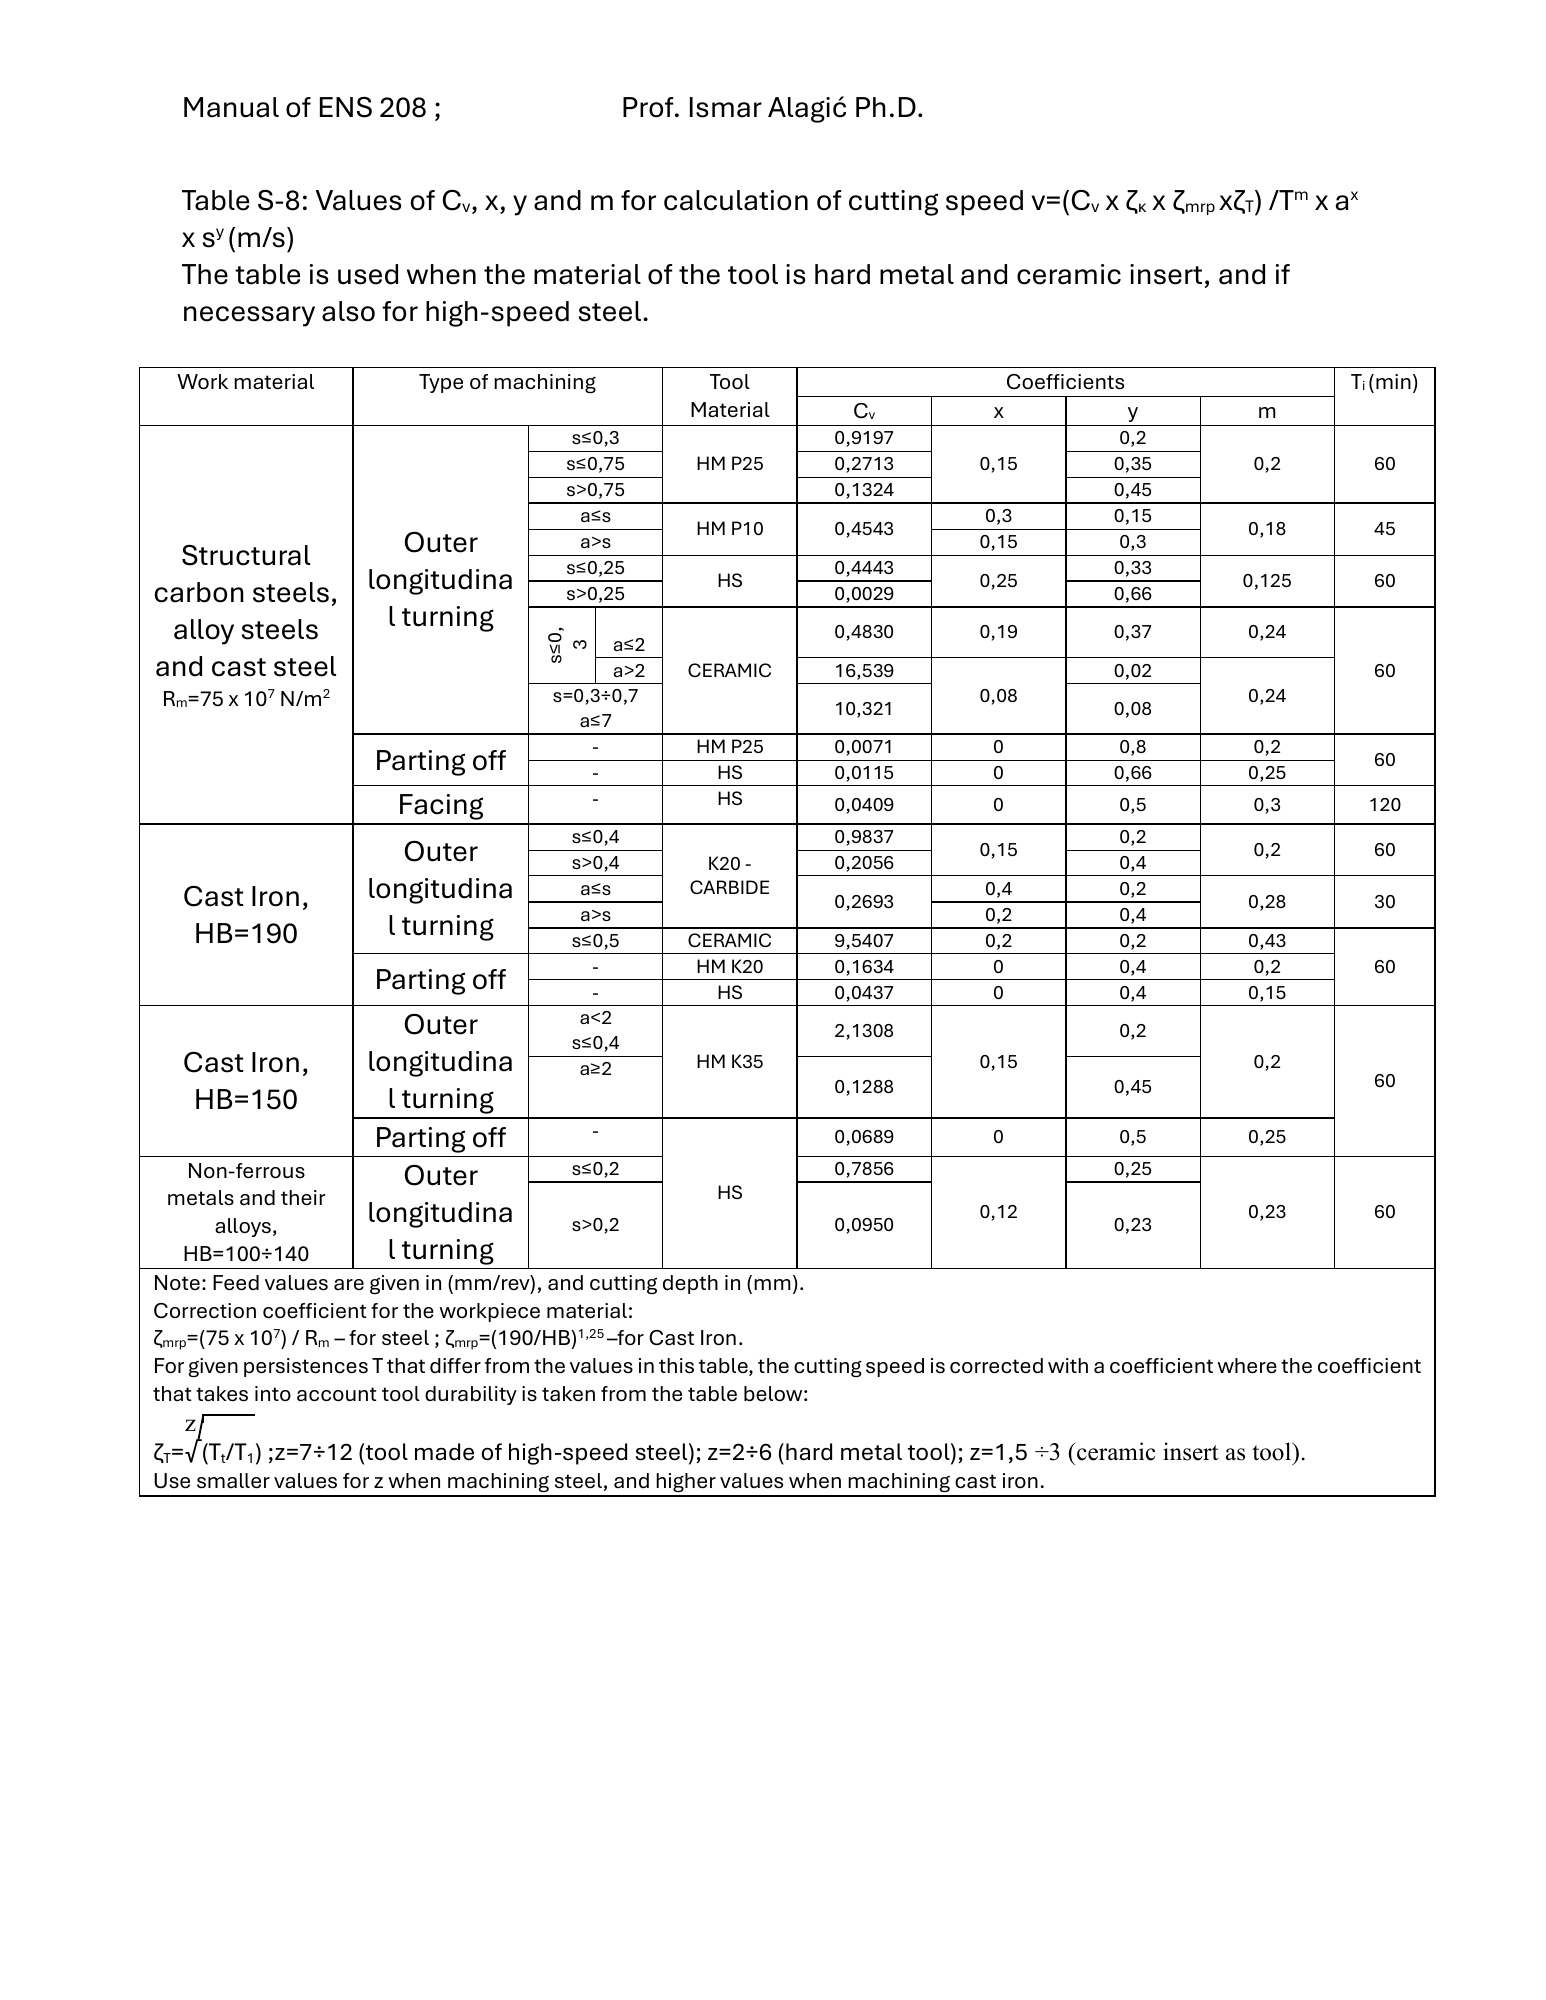 Manual of ENS 208 ; Prof. Ismar Alagić Ph.D.
Table S-8: Values of Cᵥ, x, y and m for calculation of cutting speed v=(Cᵥ x ζκ x ζmrp xζT) /Tᵐ x aˣ
x sʸ (m/s)
The table is used when the material of the tool is hard metal and ceramic insert, and if
necessary also for high-speed steel.
Work material Type of machining Tool Material Coefficients Tᵢ (min)
Cᵥ x y m
Structural
carbon steels,
alloy steels
and cast steel
Rm=75 x 10⁷ N/m²
Outer
longitudina
l turning
s≤0,3 HM P25 0,9197 0,15 0,2 0,2 60
s≤0,75 0,2713 0,35
s>0,75 0,1324 0,45
a≤s HM P10 0,4543 0,3 0,15 0,18 45
a>s 0,15 0,3
s≤0,25 HS 0,4443 0,25 0,33 0,125 60
s>0,25 0,0029 0,66
s≤0,
3
a≤2 CERAMIC 0,4830 0,19 0,37 0,24 60
a>2 16,539 0,08 0,02 0,24
s=0,3÷0,7
a≤7 10,321 0,08
Parting off - HM P25 0,0071 0 0,8 0,2 60
- HS 0,0115 0 0,66 0,25
Facing - HS 0,0409 0 0,5 0,3 120
Cast Iron,
HB=190
Outer
longitudina
l turning
s≤0,4 K20 -
CARBIDE 0,9837 0,15 0,2 0,2 60
s>0,4 0,2056 0,4
a≤s 0,2693 0,4 0,2 0,28 30
a>s 0,2 0,4
s≤0,5 CERAMIC 9,5407 0,2 0,2 0,43 60
Parting off - HM K20 0,1634 0 0,4 0,2
- HS 0,0437 0 0,4 0,15
Cast Iron,
HB=150
Outer
longitudina
l turning
a<2
s≤0,4 HM K35 2,1308 0,15 0,2 0,2 60
a≥2 0,1288 0,45
Parting off - HS 0,0689 0 0,5 0,25
Non-ferrous
metals and their
alloys,
HB=100÷140
Outer
longitudina
l turning
s≤0,2 0,7856 0,12 0,25 0,23 60
s>0,2 0,0950 0,23
Note: Feed values are given in (mm/rev), and cutting depth in (mm).
Correction coefficient for the workpiece material:
ζmrp=(75 x 10⁷) / Rm – for steel ; ζmrp=(190/HB)¹,²⁵ –for Cast Iron.
For given persistences T that differ from the values in this table, the cutting speed is corrected with a coefficient where the coefficient
that takes into account tool durability is taken from the table below:
ζT=ᶻ√(Tt/T₁) ;z=7÷12 (tool made of high-speed steel); z=2÷6 (hard metal tool); z=1,5 ÷3 (ceramic insert as tool).
Use smaller values for z when machining steel, and higher values when machining cast iron.